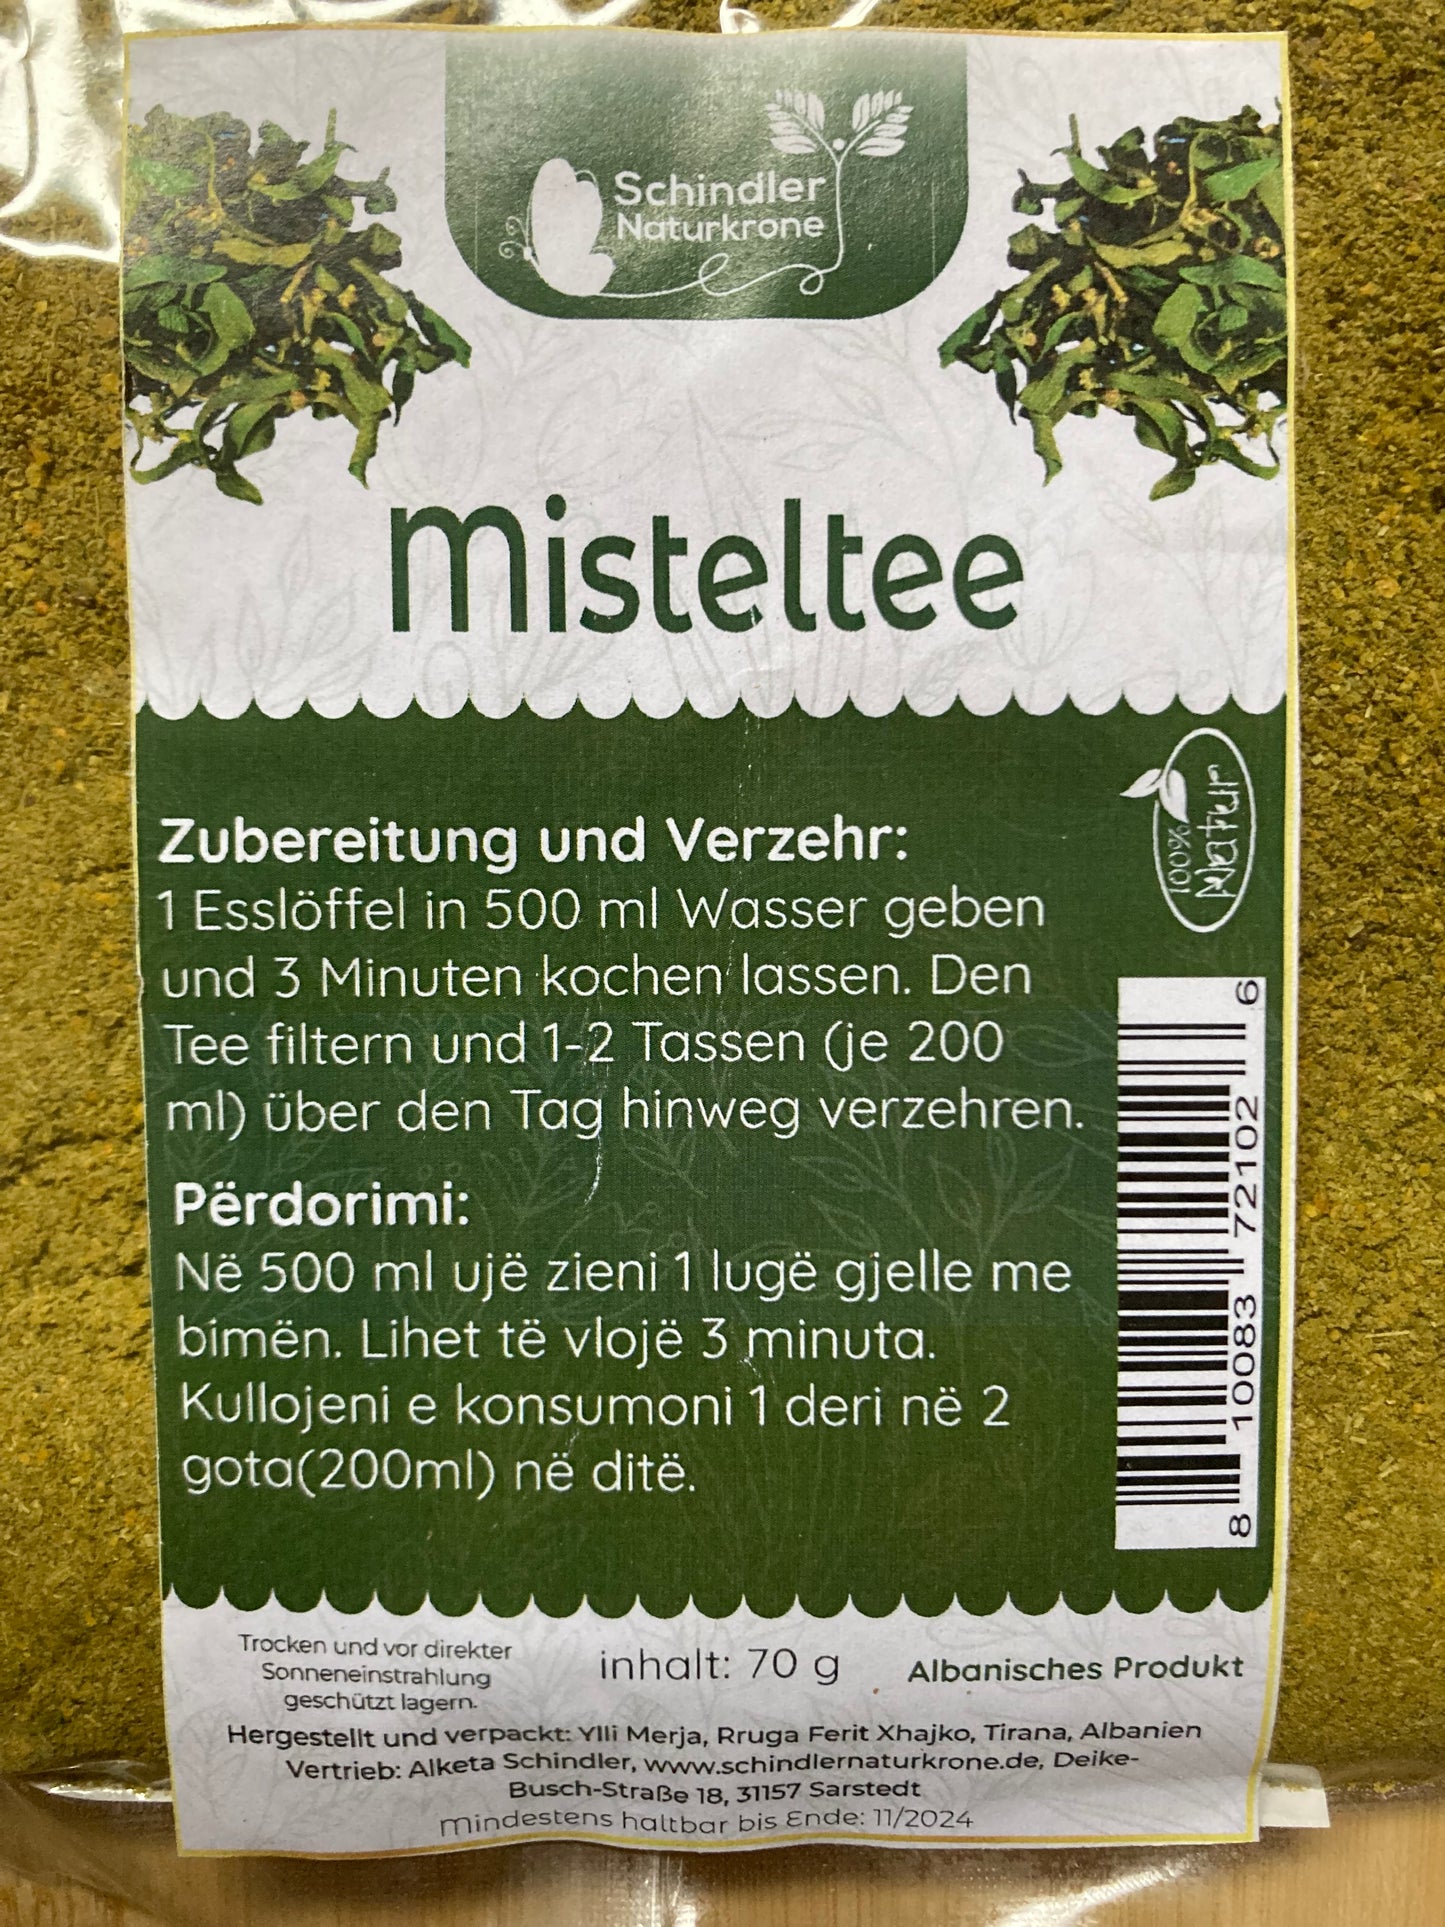 Schindler
Naturkrone
Misteltee
100%
Natur
Zubereitung und Verzehr:
1 Esslöffel in 500 ml Wasser geben
und 3 Minuten kochen lassen. Den
Tee filtern und 1-2 Tassen (je 200
ml) über den Tag hinweg verzehren.
Përdorimi:
Në 500 ml ujë zieni 1 lugë gjelle me
bimën. Lihet të vlojë 3 minuta.
Kullojeni e konsumoni 1 deri në 2
gota(200ml) në ditë.
8 10083 72102 6
Trocken und vor direkter
Sonneneinstrahlung
geschützt lagern.
inhalt: 70 g
Albanisches Produkt
Hergestellt und verpackt: Ylli Merja, Rruga Ferit Xhajko, Tirana, Albanien
Vertrieb: Alketa Schindler, www.schindlernaturkrone.de, Deike-
Busch-Straße 18, 31157 Sarstedt
Mindestens haltbar bis Ende: 11/2024